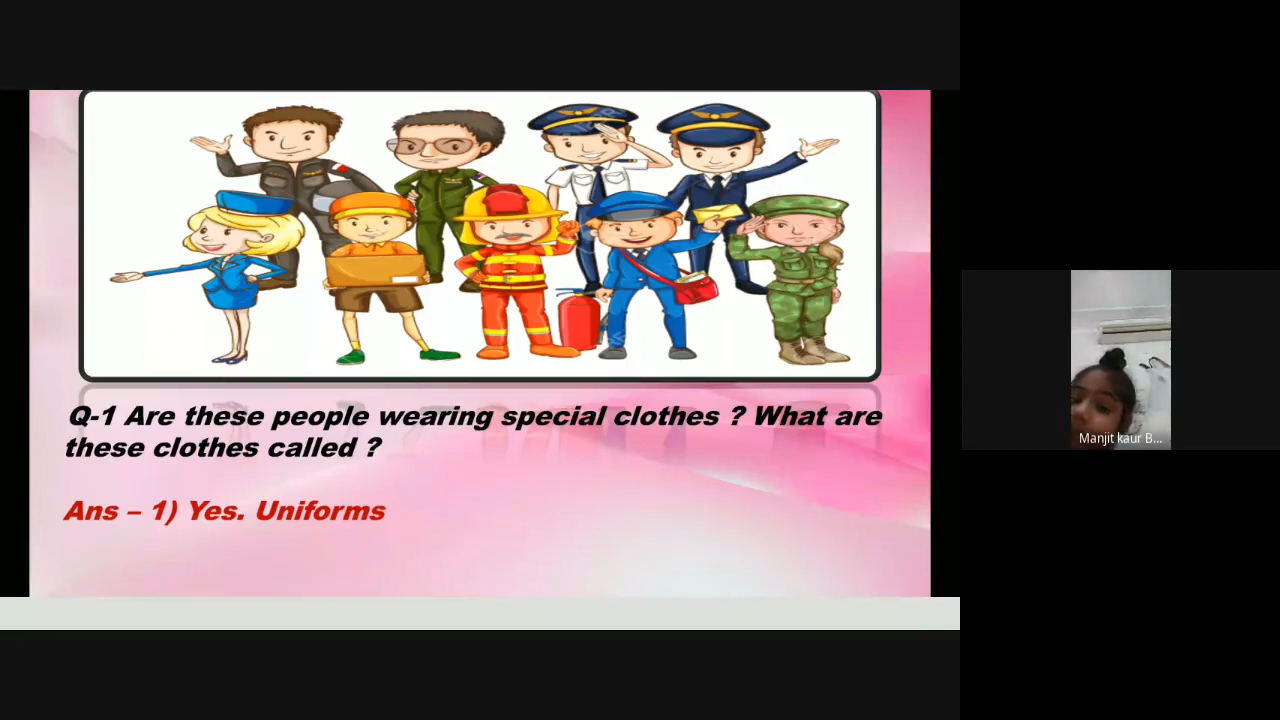 Q-1 Are these people wearing special clothes ? What are
these clothes called ?
Ans – 1) Yes. Uniforms
Manjit kaur B...